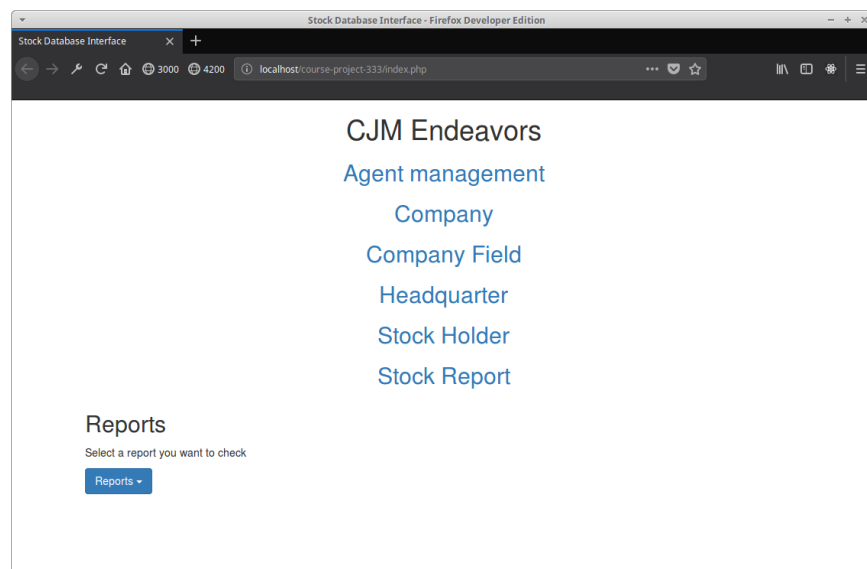 Stock Database Interface - Firefox Developer Edition
Stock Database Interface
3000 4200 localhost/course-project-333/index.php
CJM Endeavors
Agent management
Company
Company Field
Headquarter
Stock Holder
Stock Report
Reports
Select a report you want to check
Reports